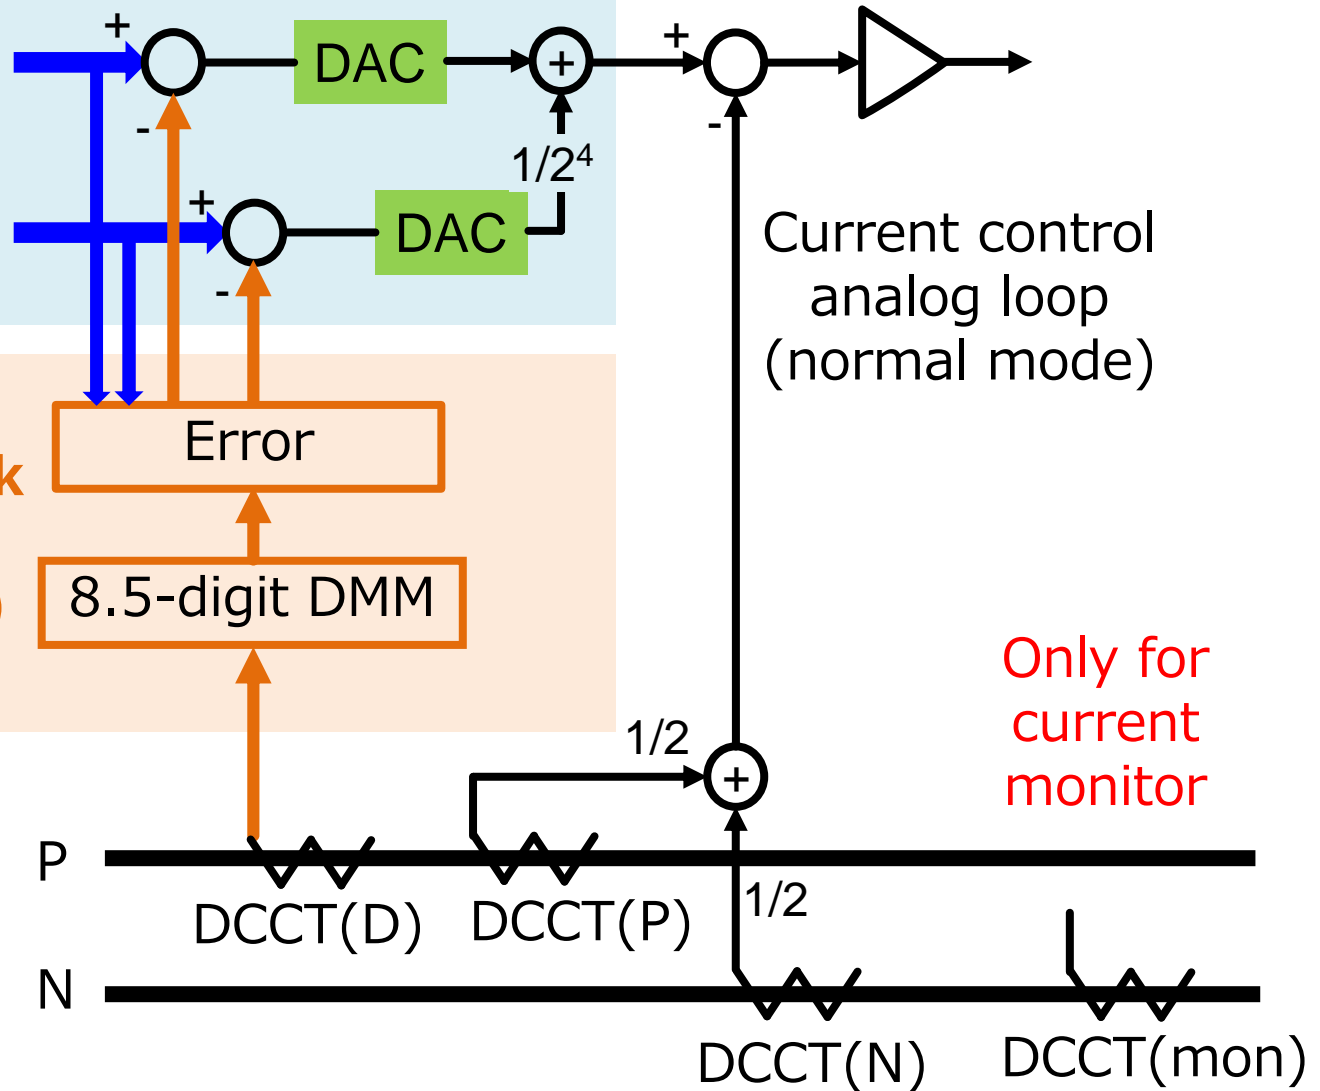 +
DAC
+
+
-
1/2⁴
+
DAC
-
-
Current control
analog loop
(normal mode)
Error
k
8.5-digit DMM
)
Only for
current
monitor
1/2
+
P
1/2
DCCT(D)
DCCT(P)
N
DCCT(N)
DCCT(mon)